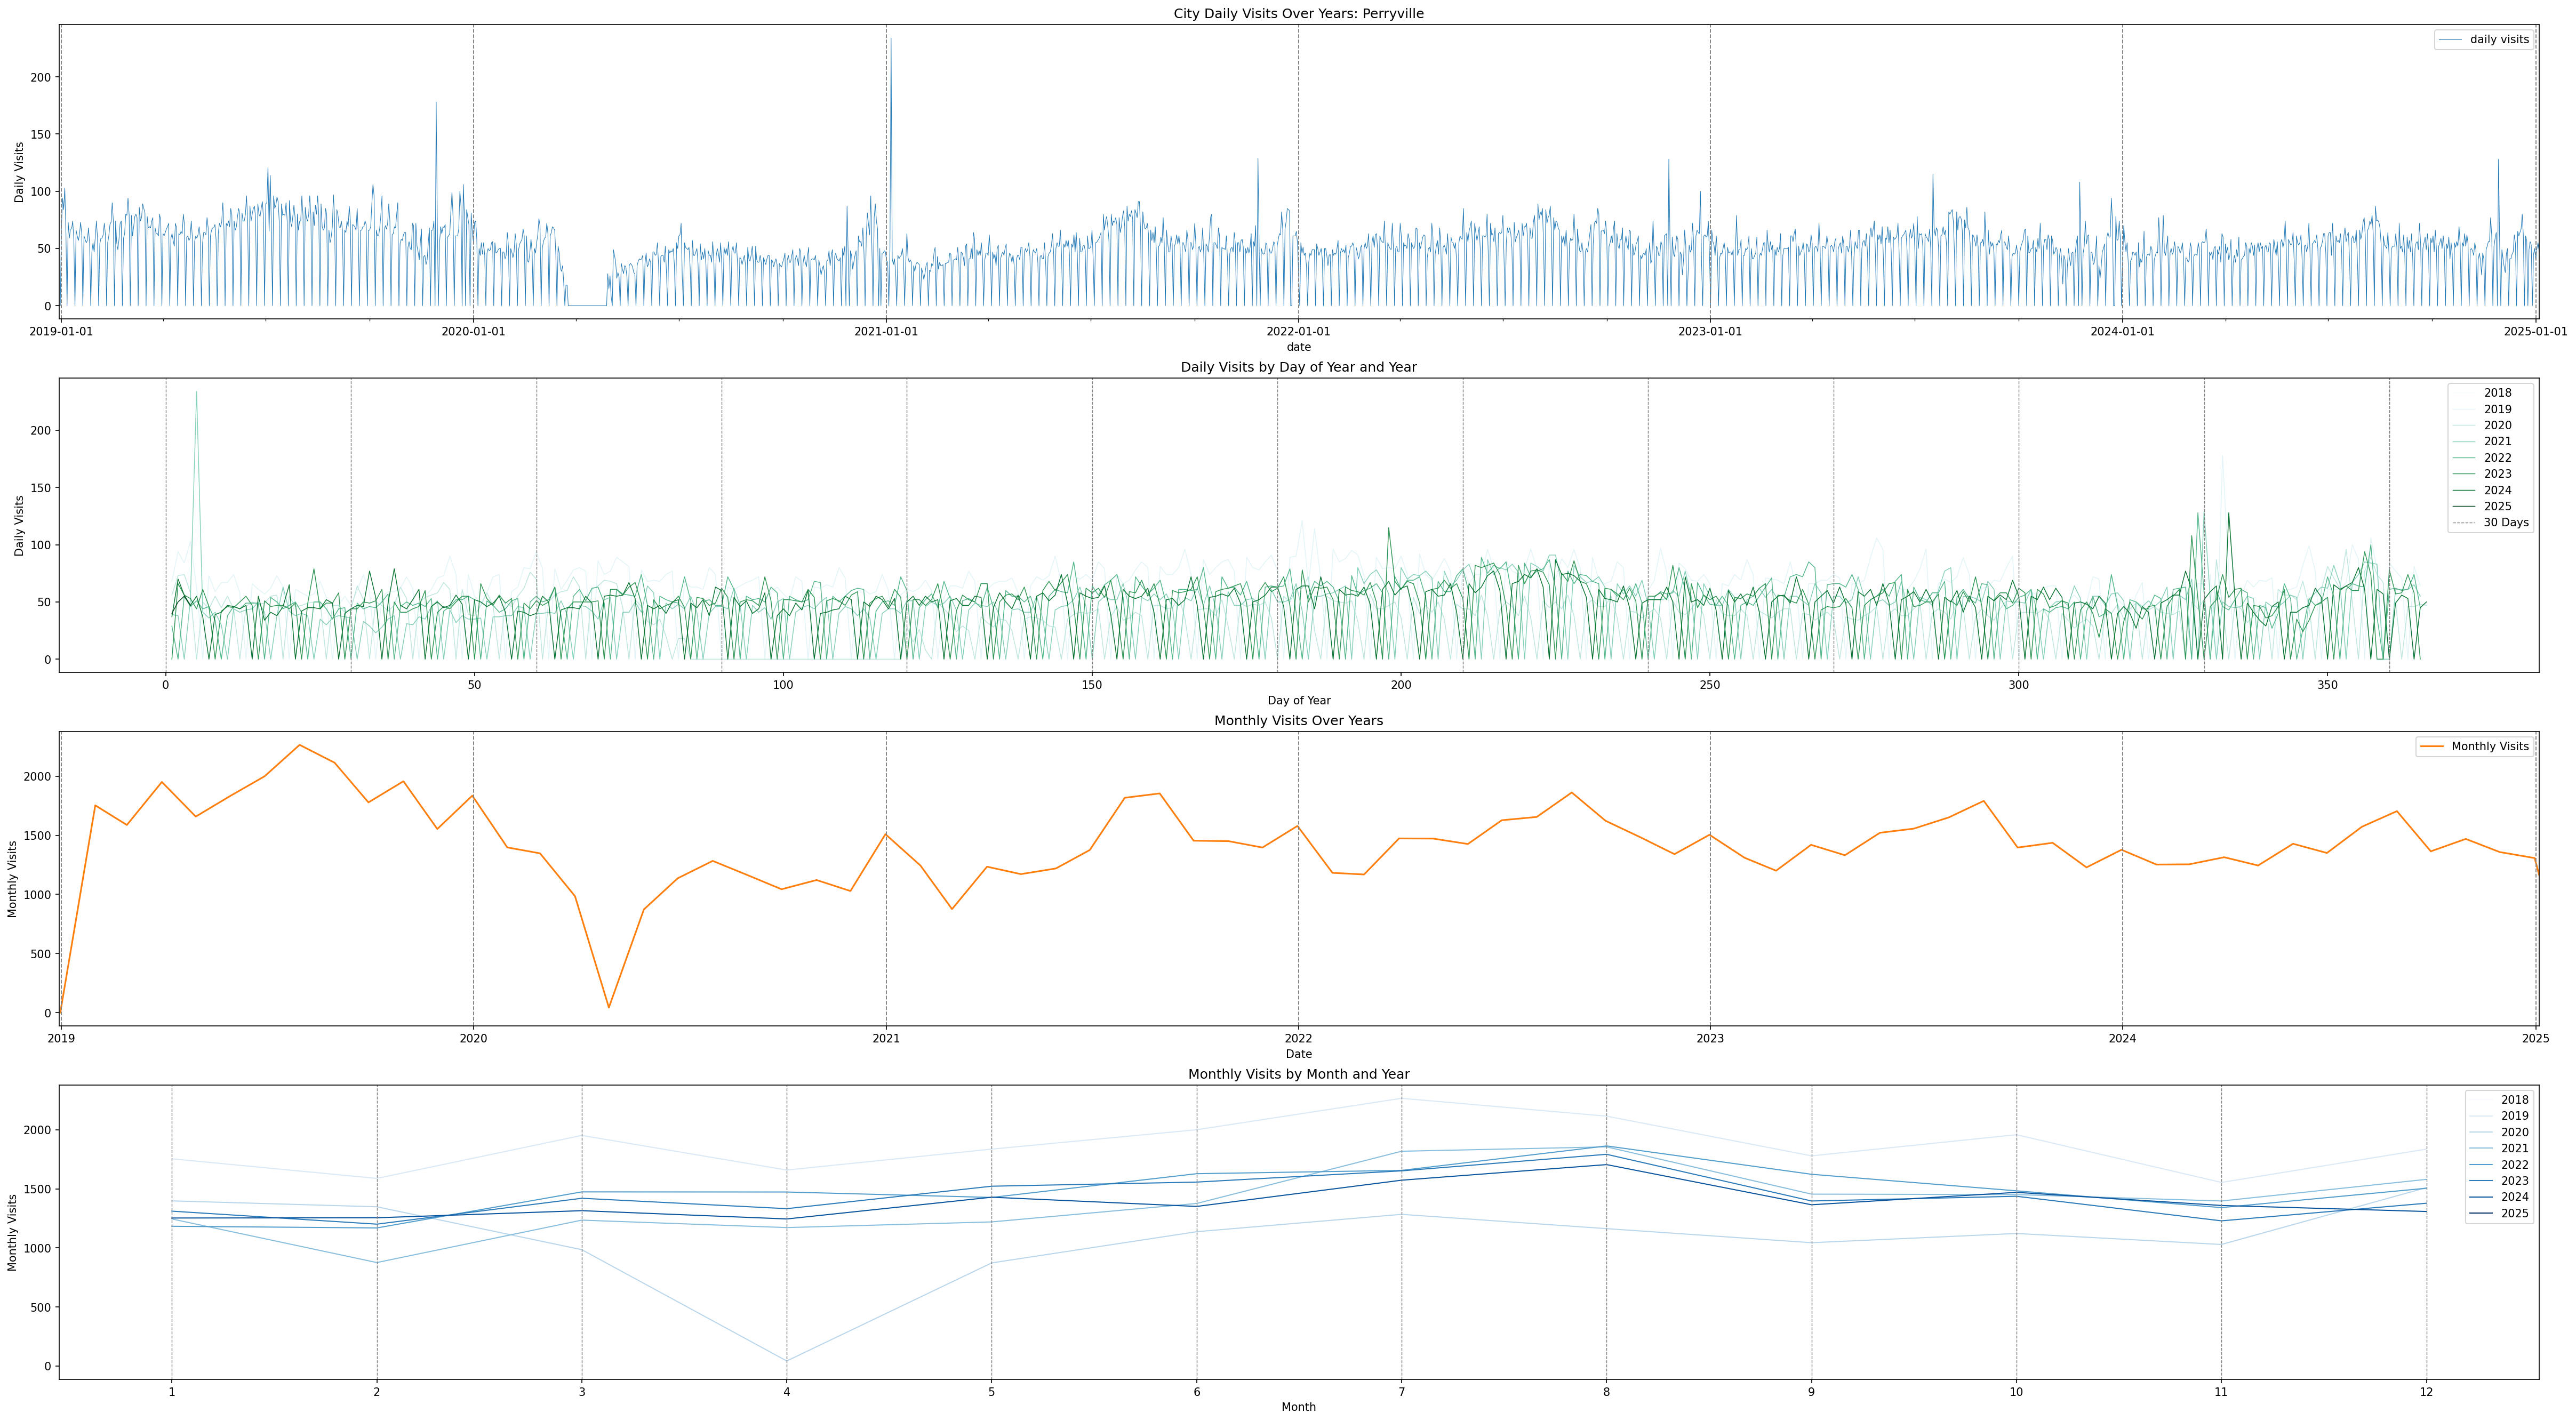 City Daily Visits Over Years: Perryville
daily visits
Daily Visits
200
150
100
50
0
2019-01-01 2020-01-01 2021-01-01 2022-01-01 2023-01-01 2024-01-01 2025-01-01
date
Daily Visits by Day of Year and Year
2018
2019
2020
2021
2022
2023
2024
2025
30 Days
Daily Visits
200
150
100
50
0
0 50 100 150 200 250 300 350
Day of Year
Monthly Visits Over Years
Monthly Visits
Monthly Visits
2000
1500
1000
500
0
2019 2020 2021 2022 2023 2024 2025
Date
Monthly Visits by Month and Year
2018
2019
2020
2021
2022
2023
2024
2025
Monthly Visits
2000
1500
1000
500
0
1 2 3 4 5 6 7 8 9 10 11 12
Month